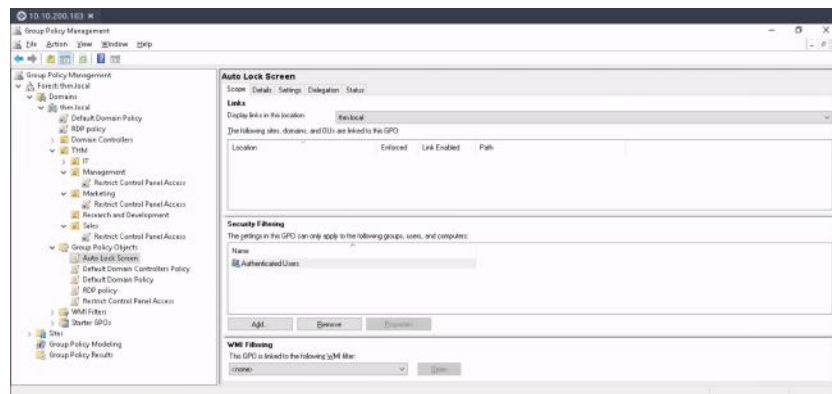 10.10.200.183
Group Policy Management
File Action View Window Help
Group Policy Management
Forest: thm.local
Domains
thm.local
Default Domain Policy
RDP policy
Domain Controllers
THM
IT
Management
Restrict Control Panel Access
Marketing
Restrict Control Panel Access
Research and Development
Sales
Restrict Control Panel Access
Group Policy Objects
Auto Lock Screen
Default Domain Controllers Policy
Default Domain Policy
RDP policy
Restrict Control Panel Access
WMI Filters
Starter GPOs
Sites
Group Policy Modeling
Group Policy Results
Auto Lock Screen
Scope Details Settings Delegation Status
Links
Display links in this location: thm.local
The following sites, domains, and OUs are linked to this GPO:
Location Enforced Link Enabled Path
Security Filtering
The settings in this GPO can only apply to the following groups, users, and computers:
Name
Authenticated Users
Add... Remove Properties
WMI Filtering
This GPO is linked to the following WMI filter:
<none> Open